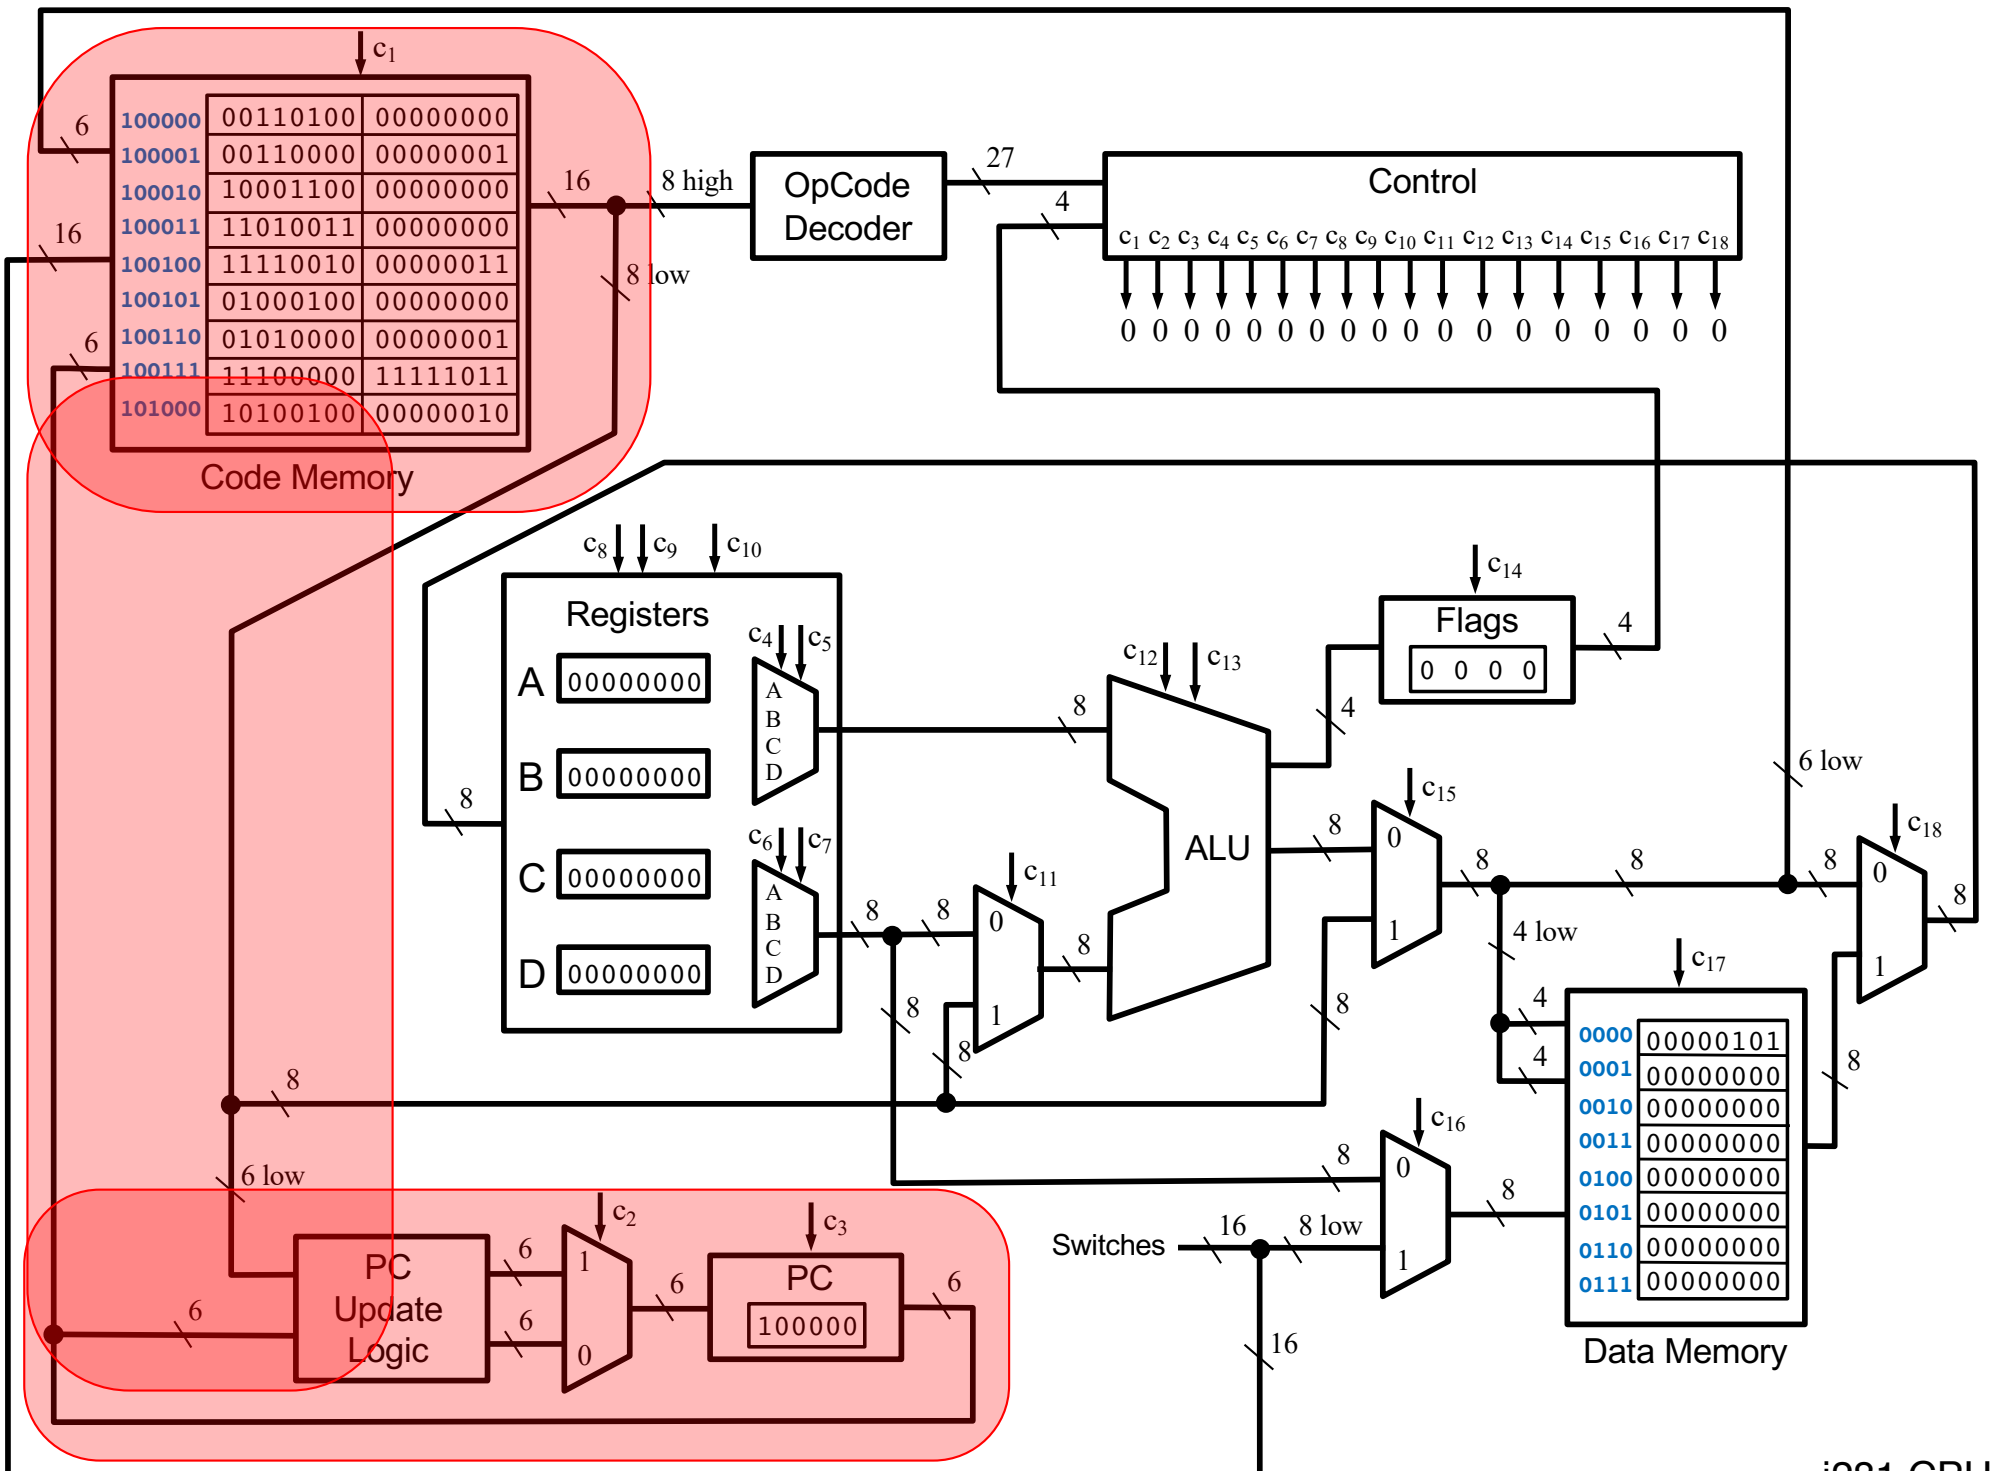 c1
100000 00110100 00000000
100001 00110000 00000001
100010 10001100 00000000
100011 11010011 00000000
100100 11110010 00000011
100101 01000100 00000000
100110 01010000 00000001
100111 11100000 11111011
101000 10100100 00000010
Code Memory
6
16
6
16
8 high
8 low
OpCode
Decoder
27
4
Control
c1 c2 c3 c4 c5 c6 c7 c8 c9 c10 c11 c12 c13 c14 c15 c16 c17 c18
0 0 0 0 0 0 0 0 0 0 0 0 0 0 0 0 0 0
c8 c9 c10
Registers
A 00000000
B 00000000
C 00000000
D 00000000
8
c4 c5
A
B
C
D
c6 c7
A
B
C
D
8
8
8
8
c11
0
1
8
8
c12 c13
ALU
8
4
c14
Flags
0 0 0 0
4
c15
0
1
8
8
8
8
6 low
4 low
c18
0
1
8
8
c17
4
4
0000 00000101
0001 00000000
0010 00000000
0011 00000000
0100 00000000
0101 00000000
0110 00000000
0111 00000000
Data Memory
8
c16
0
1
8
8
Switches
16
8 low
16
8
6 low
6
PC
Update
Logic
6
6
c2
1
0
6
c3
PC
100000
6